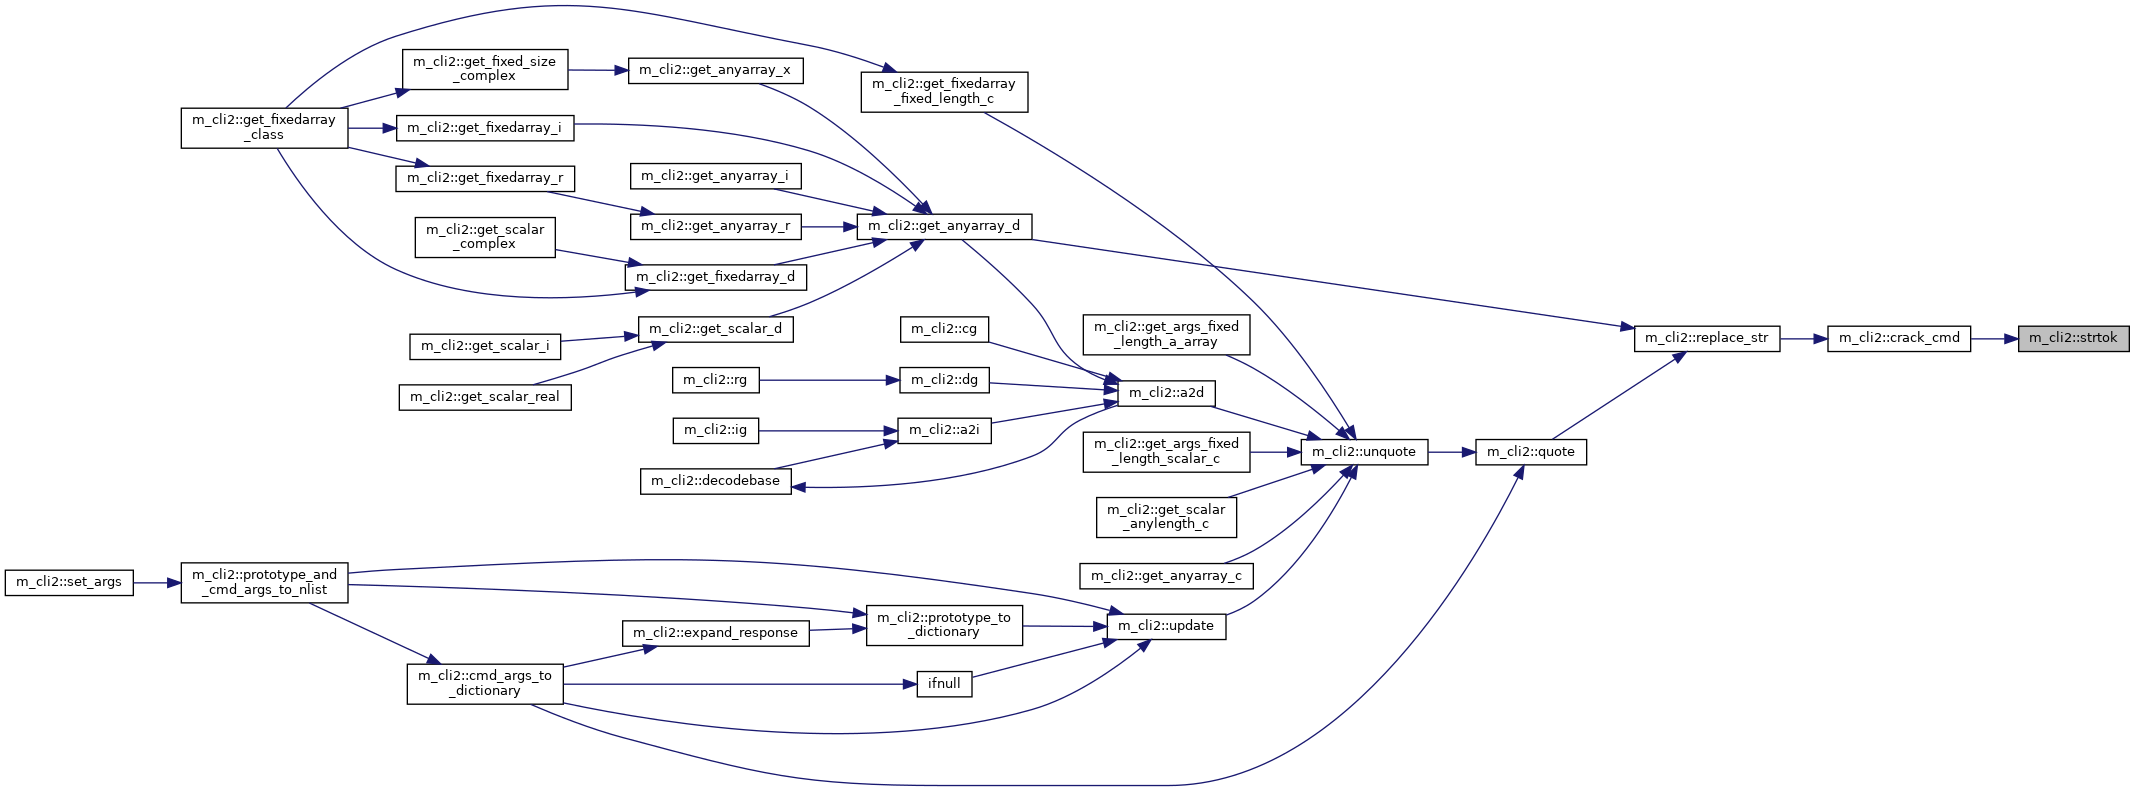 m_cli2::get_fixed_size
_complex
m_cli2::get_anyarray_x
m_cli2::get_fixedarray
_fixed_length_c
m_cli2::get_fixedarray
_class
m_cli2::get_fixedarray_i
m_cli2::get_fixedarray_r
m_cli2::get_anyarray_i
m_cli2::get_anyarray_r
m_cli2::get_anyarray_d
m_cli2::get_scalar
_complex
m_cli2::get_fixedarray_d
m_cli2::get_scalar_d
m_cli2::get_scalar_i
m_cli2::get_scalar_real
m_cli2::cg
m_cli2::get_args_fixed
_length_a_array
m_cli2::replace_str
m_cli2::crack_cmd
m_cli2::strtok
m_cli2::rg
m_cli2::dg
m_cli2::a2d
m_cli2::ig
m_cli2::a2i
m_cli2::get_args_fixed
_length_scalar_c
m_cli2::unquote
m_cli2::quote
m_cli2::decodebase
m_cli2::get_scalar
_anylength_c
m_cli2::get_anyarray_c
m_cli2::set_args
m_cli2::prototype_and
_cmd_args_to_nlist
m_cli2::prototype_to
_dictionary
m_cli2::update
m_cli2::expand_response
m_cli2::cmd_args_to
_dictionary
ifnull